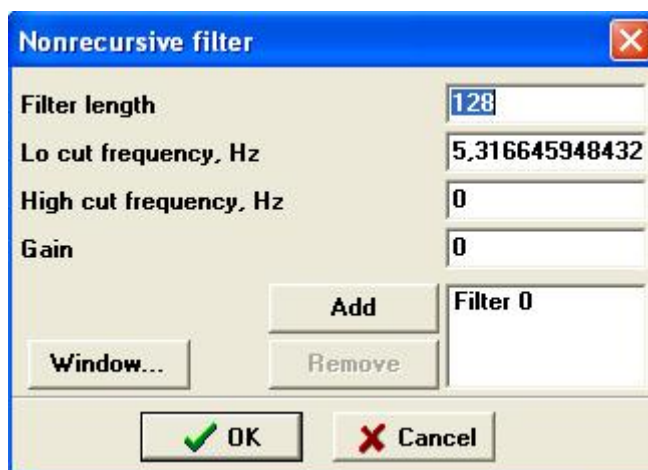 Nonrecursive filter
Filter length 128
Lo cut frequency, Hz 5,316645948432
High cut frequency, Hz 0
Gain 0
Add Filter 0
Window... Remove
OK Cancel